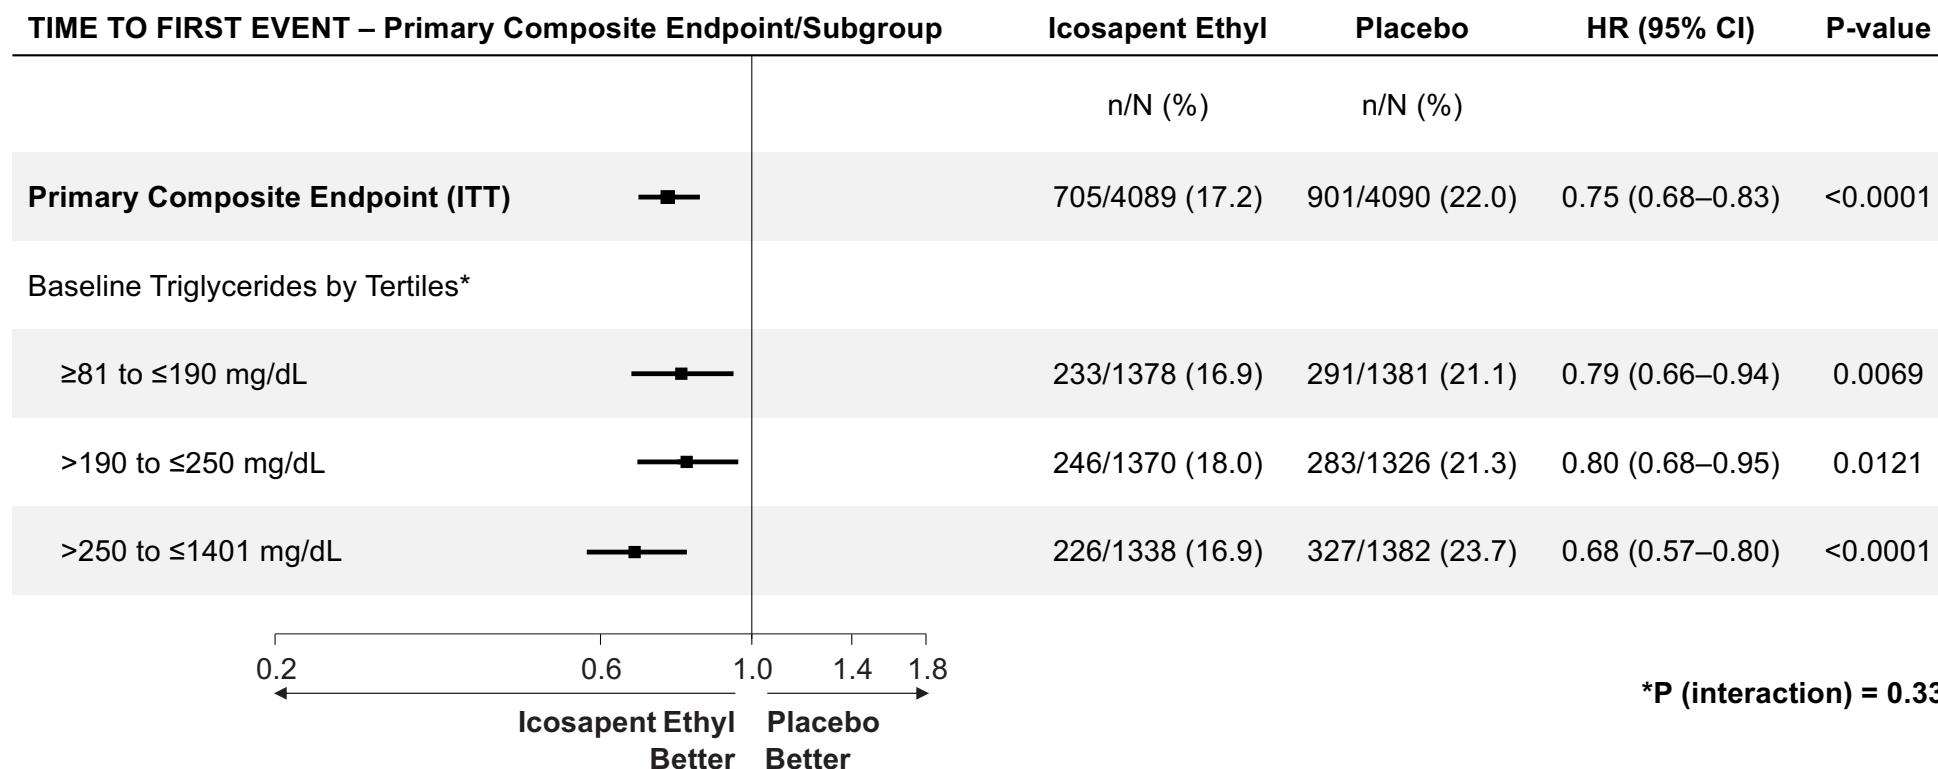 TIME TO FIRST EVENT – Primary Composite Endpoint/Subgroup Icosapent Ethyl Placebo HR (95% CI) P-value
n/N (%) n/N (%)
Primary Composite Endpoint (ITT) 705/4089 (17.2) 901/4090 (22.0) 0.75 (0.68–0.83) <0.0001
Baseline Triglycerides by Tertiles*
≥81 to ≤190 mg/dL 233/1378 (16.9) 291/1381 (21.1) 0.79 (0.66–0.94) 0.0069
>190 to ≤250 mg/dL 246/1370 (18.0) 283/1326 (21.3) 0.80 (0.68–0.95) 0.0121
>250 to ≤1401 mg/dL 226/1338 (16.9) 327/1382 (23.7) 0.68 (0.57–0.80) <0.0001
0.2 0.6 1.0 1.4 1.8
*P (interaction) = 0.33
Icosapent Ethyl Placebo
Better Better